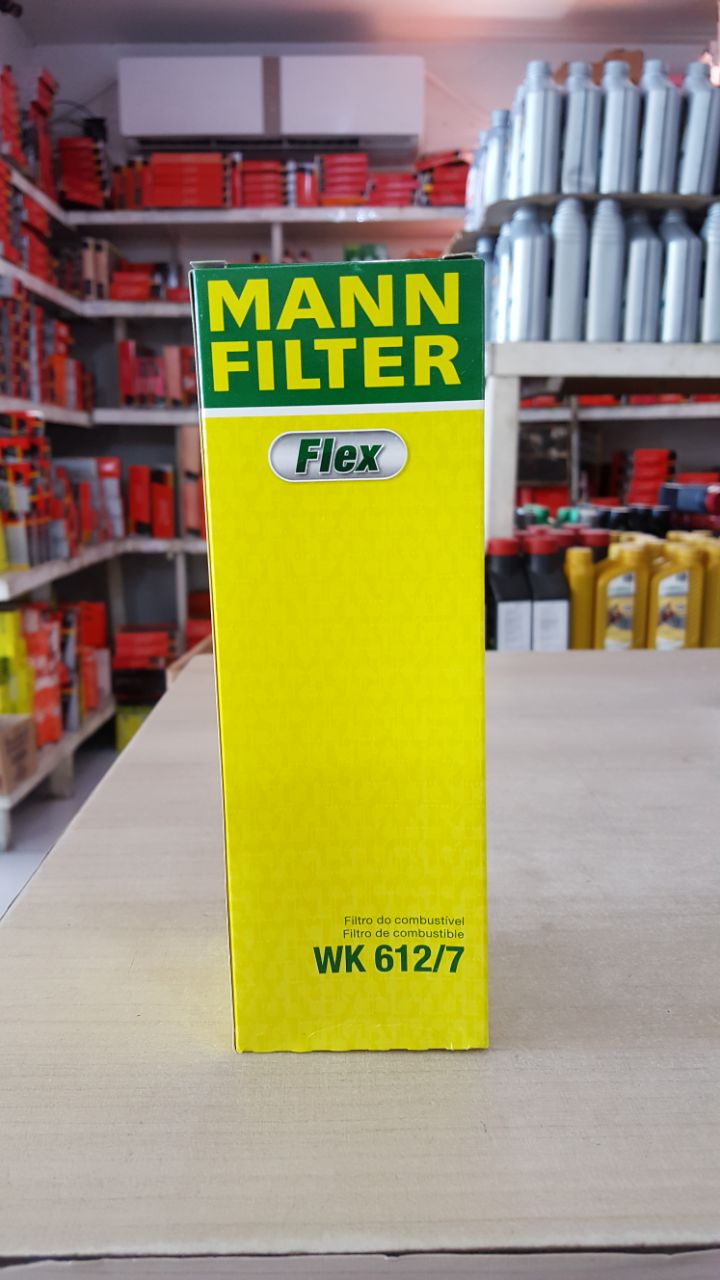 MANN
FILTER
Flex
Filtro do combustível
Filtro de combustible
WK 612/7